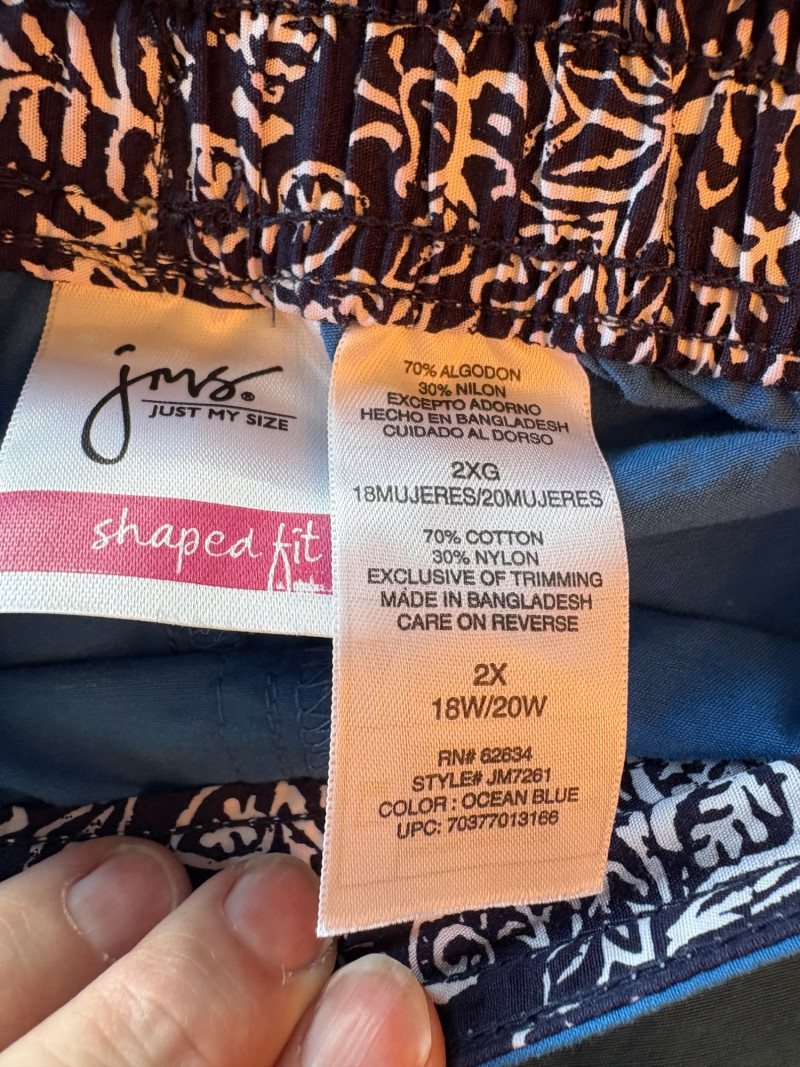 jms.®
JUST MY SIZE
shaped fit
70% ALGODON
30% NILON
EXCEPTO ADORNO
HECHO EN BANGLADESH
CUIDADO AL DORSO
2XG
18MUJERES/20MUJERES
70% COTTON
30% NYLON
EXCLUSIVE OF TRIMMING
MADE IN BANGLADESH
CARE ON REVERSE
2X
18W/20W
RN# 62634
STYLE# JM7261
COLOR : OCEAN BLUE
UPC: 70377013166